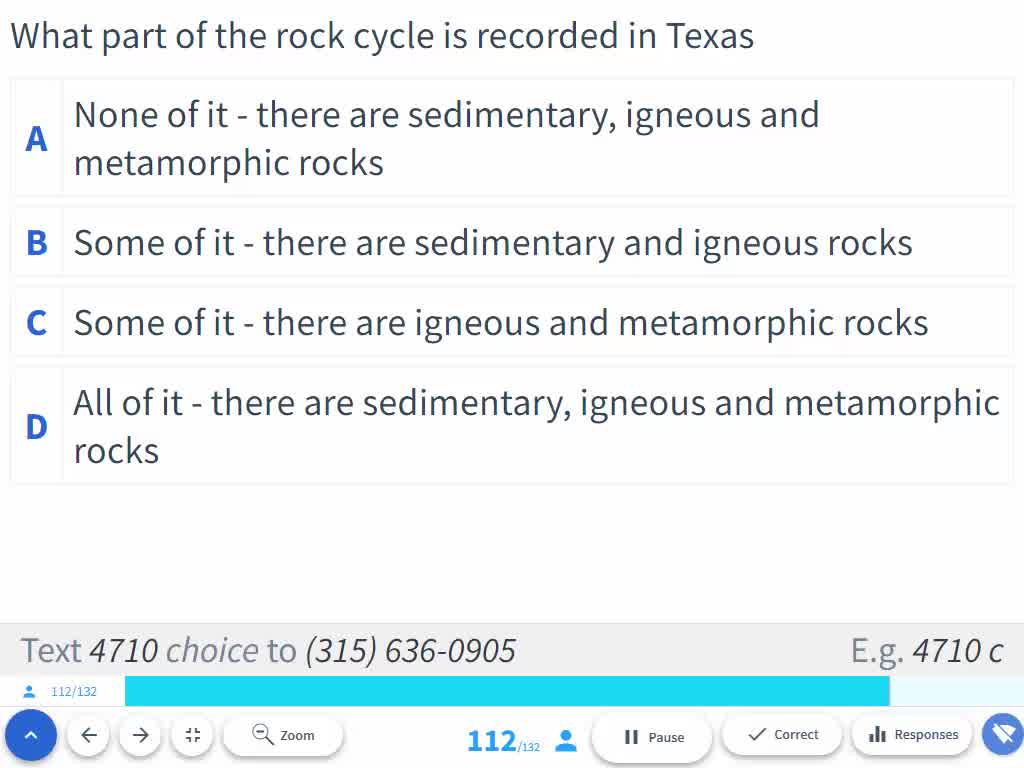 What part of the rock cycle is recorded in Texas
A
None of it - there are sedimentary, igneous and
metamorphic rocks
B
Some of it - there are sedimentary and igneous rocks
C
Some of it - there are igneous and metamorphic rocks
D
All of it - there are sedimentary, igneous and metamorphic
rocks
Text 4710 choice to (315) 636-0905
E.g. 4710 c
112/132
Zoom
112/132
Pause
Correct
Responses